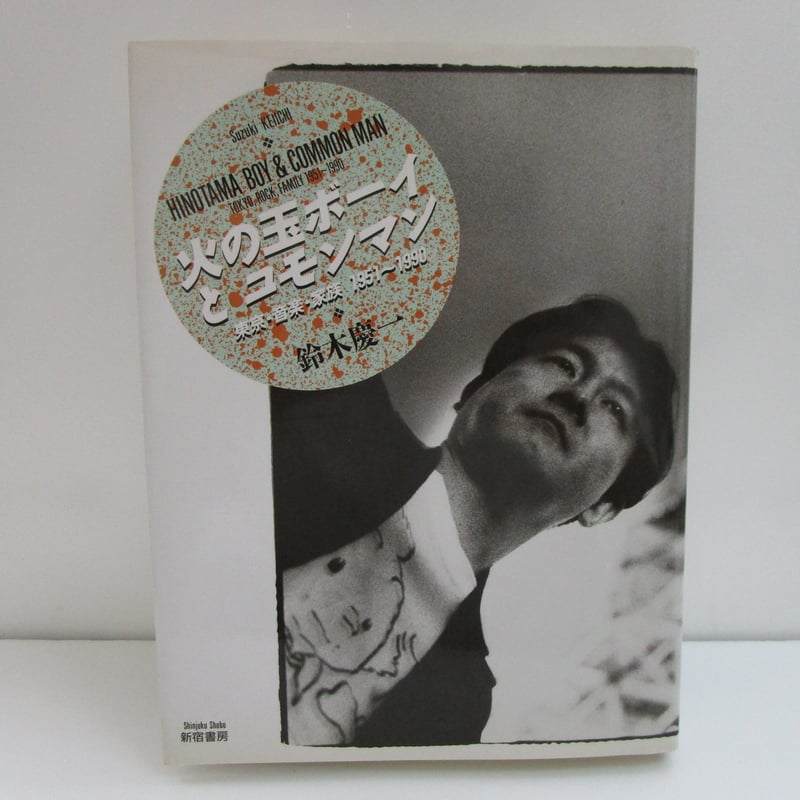 Suzuki KEIICHI
HINOTAMA BOY & COMMON MAN
TOKYO, ROCK, FAMILY 1951—1990
火の玉ボーイ
と コモンマン
東京・音楽・家族 1951〜1990
鈴木慶一
Shinjuku Shobo
新宿書房